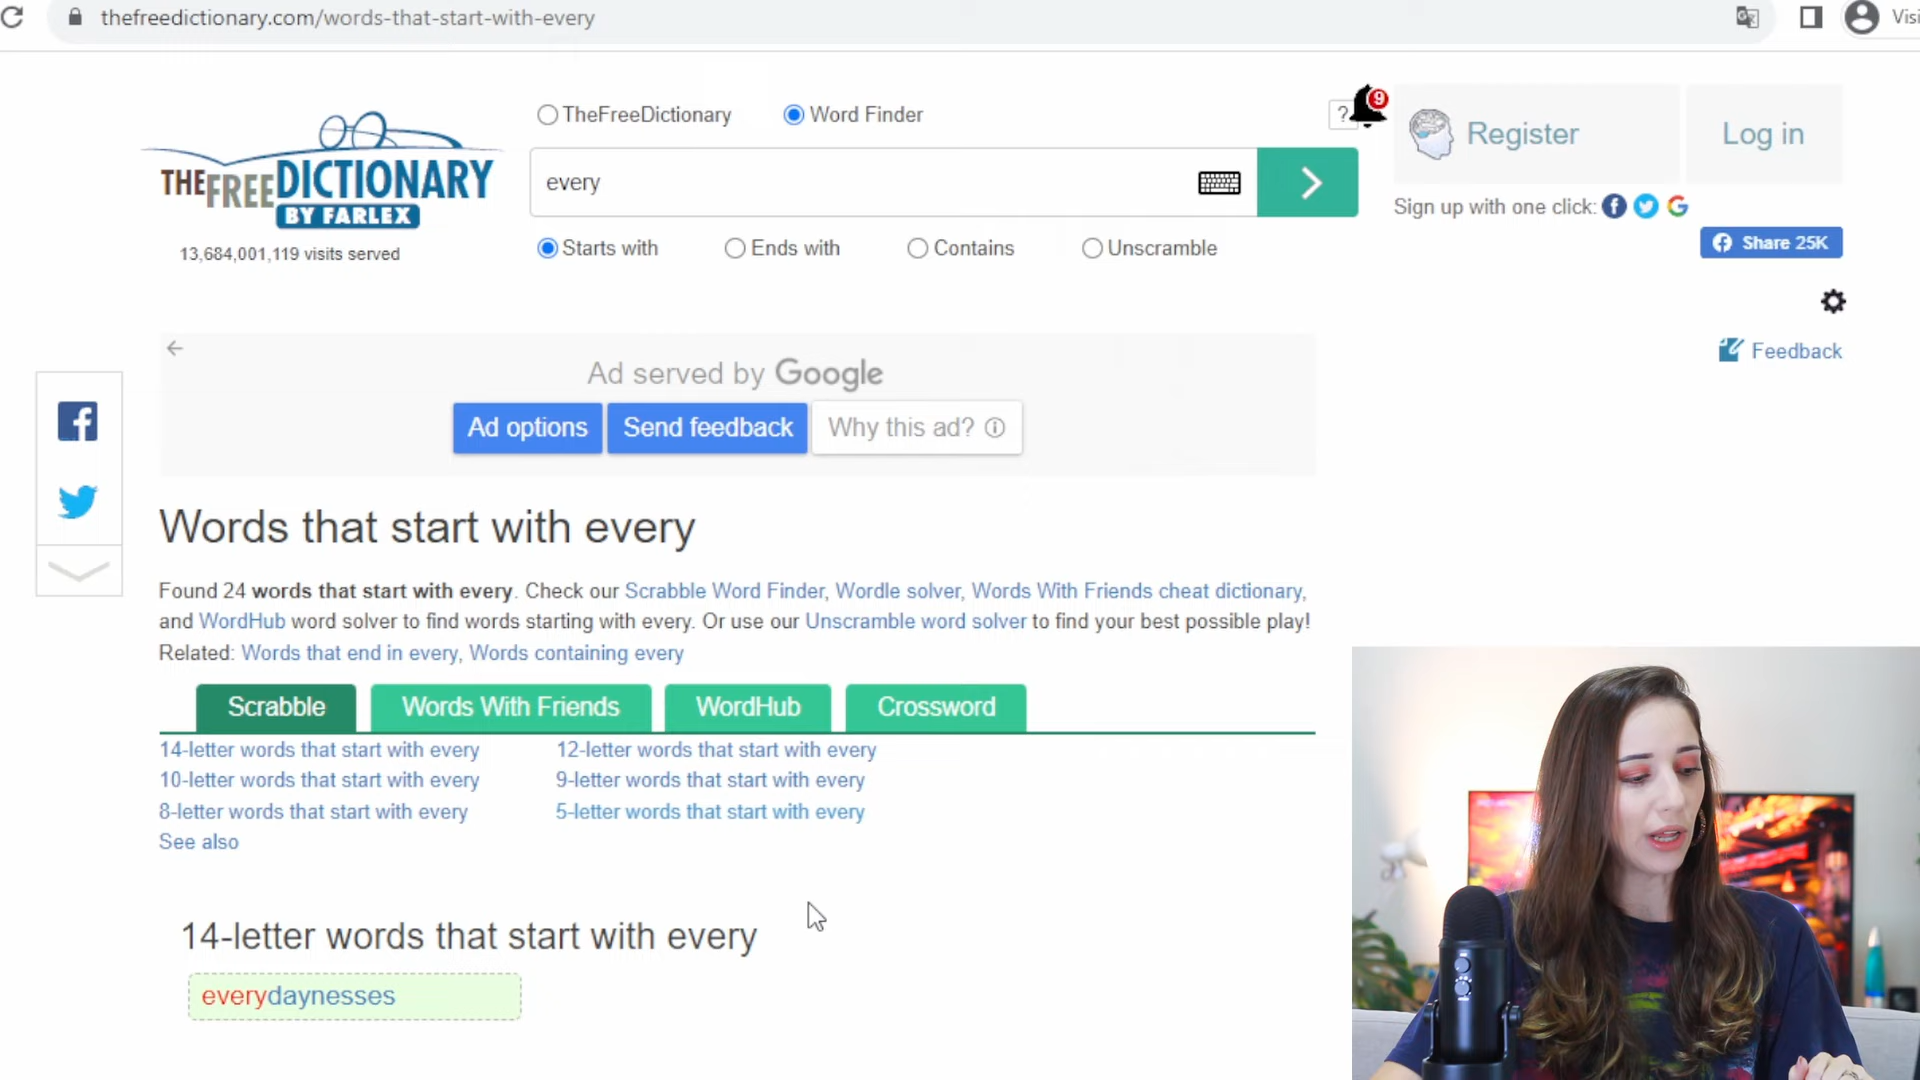 thefreedictionary.com/words-that-start-with-every
Visi
TheFreeDictionary
Word Finder
?
9
Register
Log in
THE FREE DICTIONARY
BY FARLEX
every
Sign up with one click:
13,684,001,119 visits served
Starts with
Ends with
Contains
Unscramble
Share 25K
Feedback
Ad served by Google
Ad options
Send feedback
Why this ad?
Words that start with every
Found 24 words that start with every. Check our Scrabble Word Finder, Wordle solver, Words With Friends cheat dictionary,
and WordHub word solver to find words starting with every. Or use our Unscramble word solver to find your best possible play!
Related: Words that end in every, Words containing every
Scrabble
Words With Friends
WordHub
Crossword
14-letter words that start with every
12-letter words that start with every
10-letter words that start with every
9-letter words that start with every
8-letter words that start with every
5-letter words that start with every
See also
14-letter words that start with every
everydaynesses